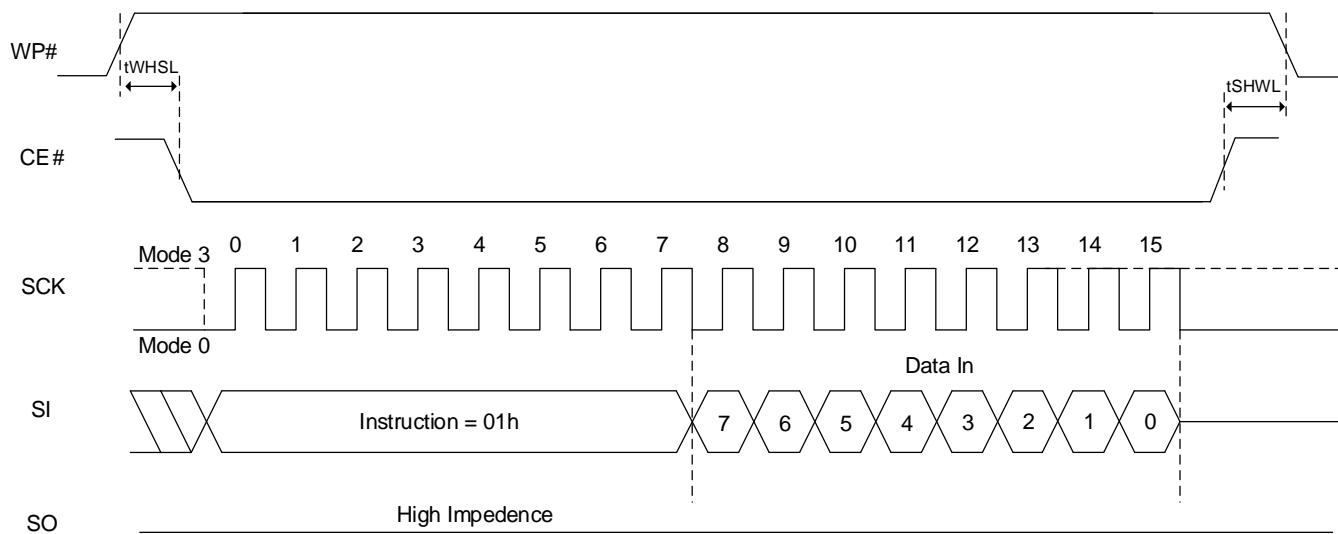 WP#
tWHSL
tSHWL
CE#
0 1 2 3 4 5 6 7 8 9 10 11 12 13 14 15
Mode 3
SCK
Mode 0
Data In
SI
Instruction = 01h
7 6 5 4 3 2 1 0
High Impedence
SO